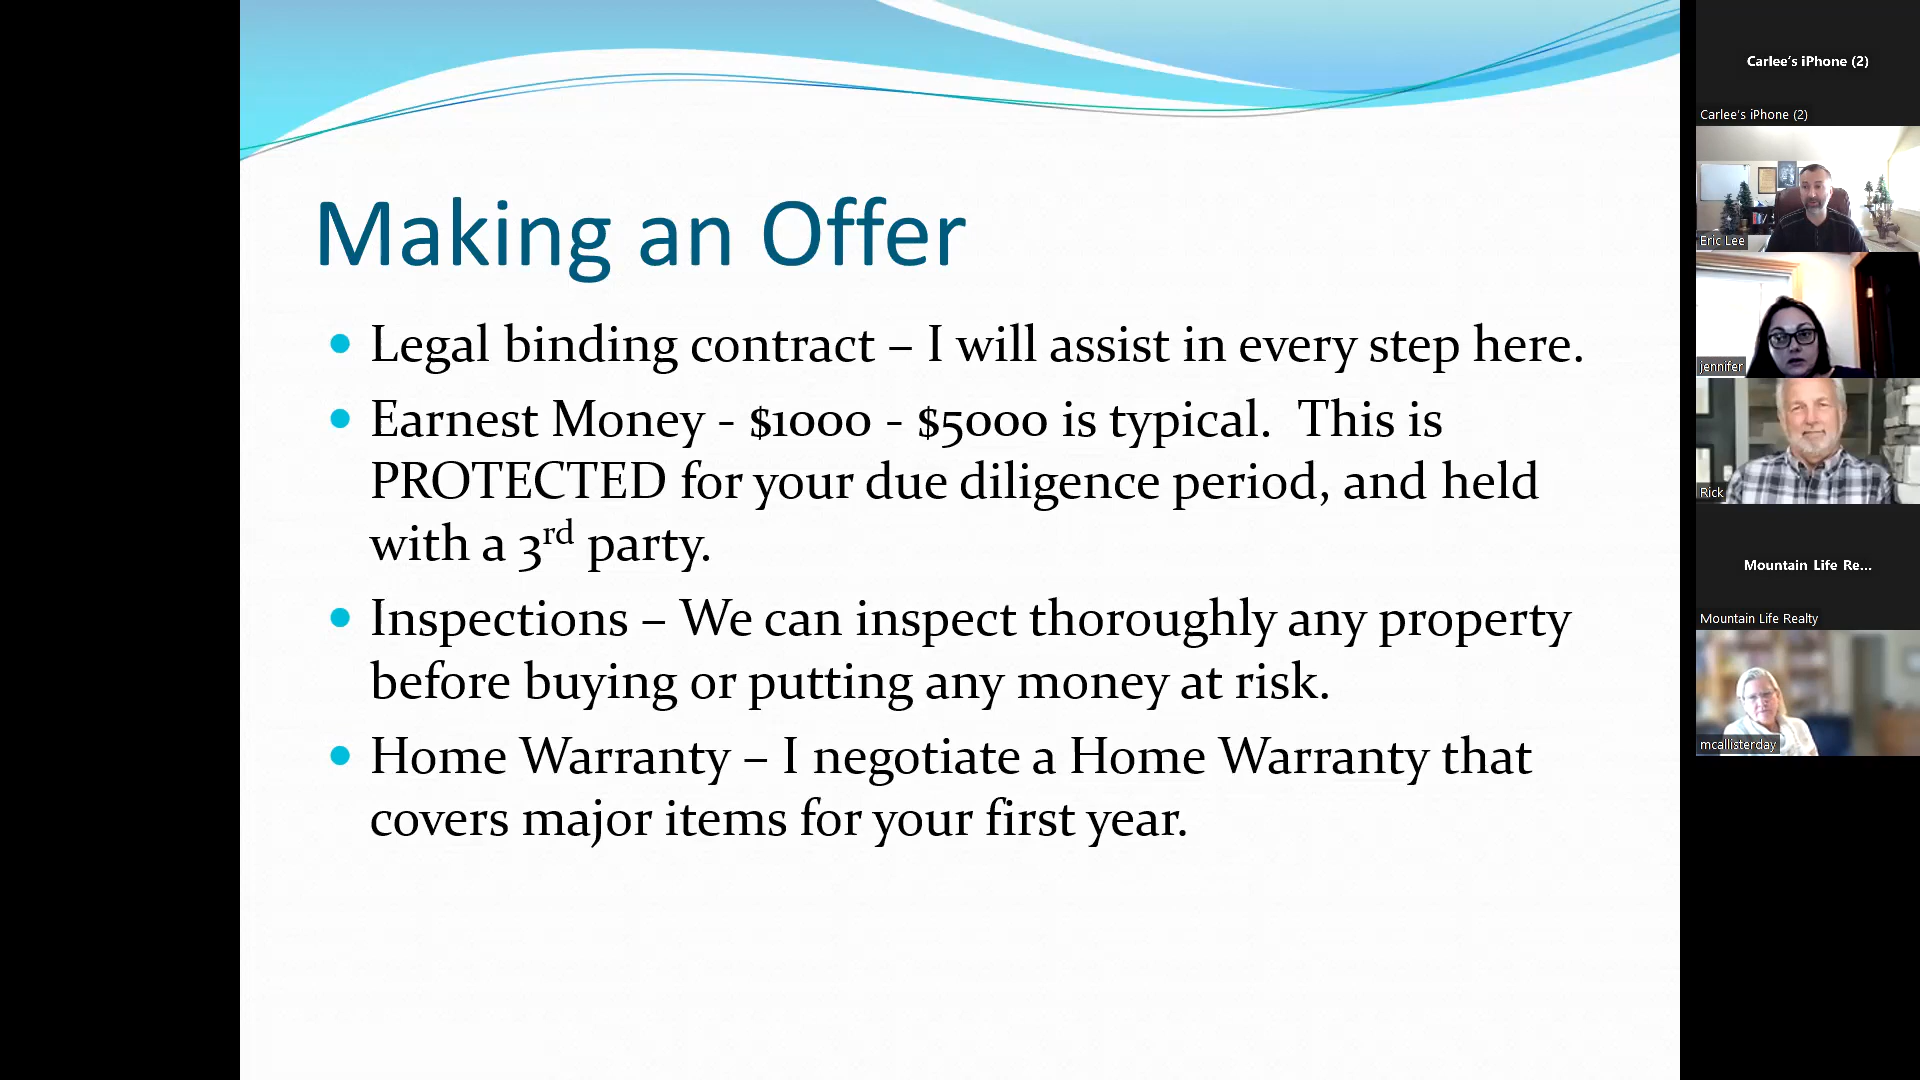 Making an Offer
Legal binding contract – I will assist in every step here.
Earnest Money - $1000 - $5000 is typical.  This is
PROTECTED for your due diligence period, and held
with a 3rd party.
Inspections – We can inspect thoroughly any property
before buying or putting any money at risk.
Home Warranty – I negotiate a Home Warranty that
covers major items for your first year.
Carlee's iPhone (2)
Carlee's iPhone (2)
Eric Lee
jennifer
Rick
Mountain Life Re...
Mountain Life Realty
mcallisterday